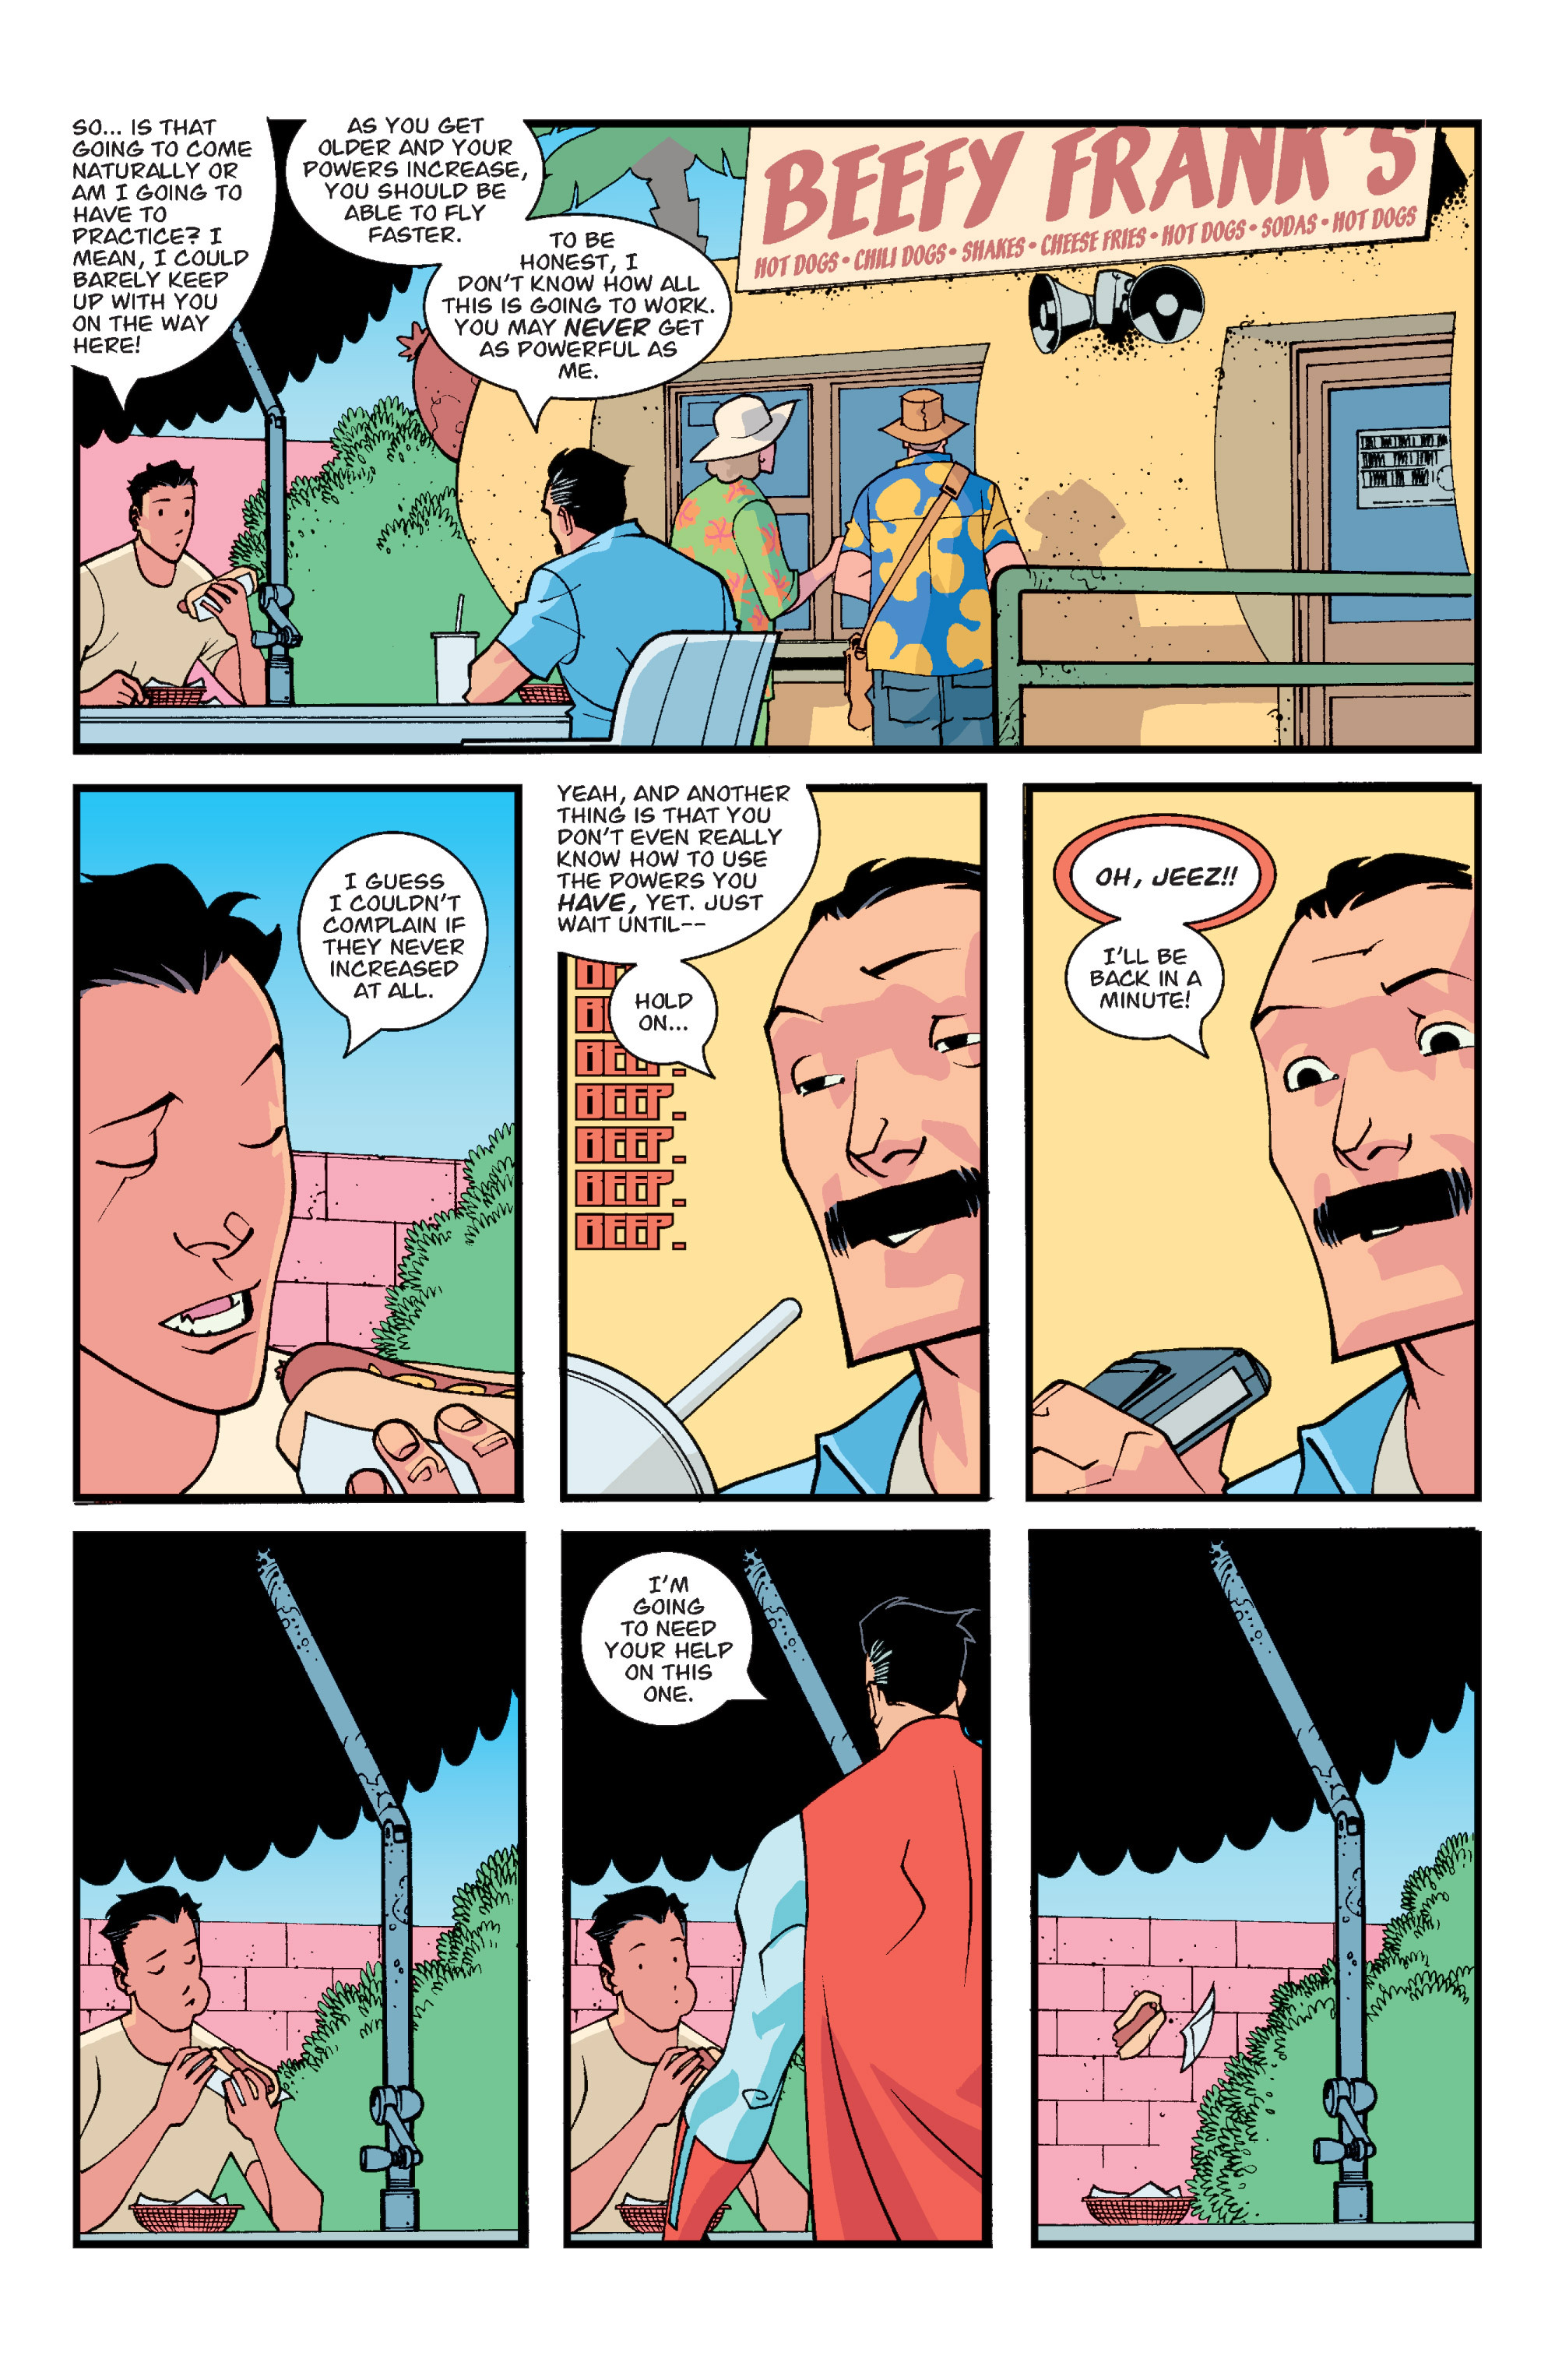 SO... IS THAT
GOING TO COME
NATURALLY OR
AM I GOING TO
HAVE TO
PRACTICE? I
MEAN, I COULD
BARELY KEEP
UP WITH YOU
ON THE WAY
HERE!
AS YOU GET
OLDER AND YOUR
POWERS INCREASE,
YOU SHOULD BE
ABLE TO FLY
FASTER.
TO BE
HONEST, I
DON'T KNOW HOW ALL
THIS IS GOING TO WORK.
YOU MAY NEVER GET
AS POWERFUL AS
ME.
BEEFY FRANK'S
HOT DOGS • CHILI DOGS • SHAKES • CHEESE FRIES • HOT DOGS • SODAS • HOT DOGS
I GUESS
I COULDN'T
COMPLAIN IF
THEY NEVER
INCREASED
AT ALL.
YEAH, AND ANOTHER
THING IS THAT YOU
DON'T EVEN REALLY
KNOW HOW TO USE
THE POWERS YOU
HAVE, YET. JUST
WAIT UNTIL--
HOLD
ON...
BEEP.
BEEP.
BEEP.
BEEP.
BEEP.
OH, JEEZ!!
I'LL BE
BACK IN A
MINUTE!
I'M
GOING
TO NEED
YOUR HELP
ON THIS
ONE.